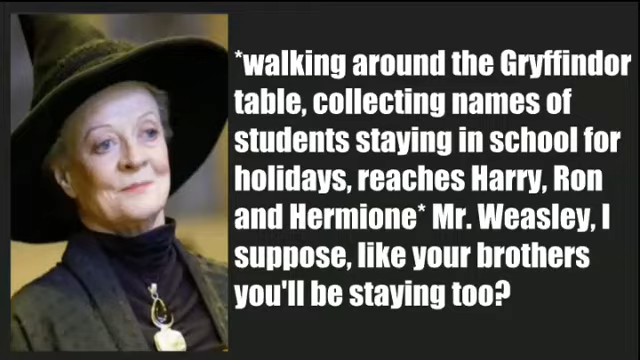 *walking around the Gryffindor
table, collecting names of
students staying in school for
holidays, reaches Harry, Ron
and Hermione* Mr. Weasley, I
suppose, like your brothers
you'll be staying too?